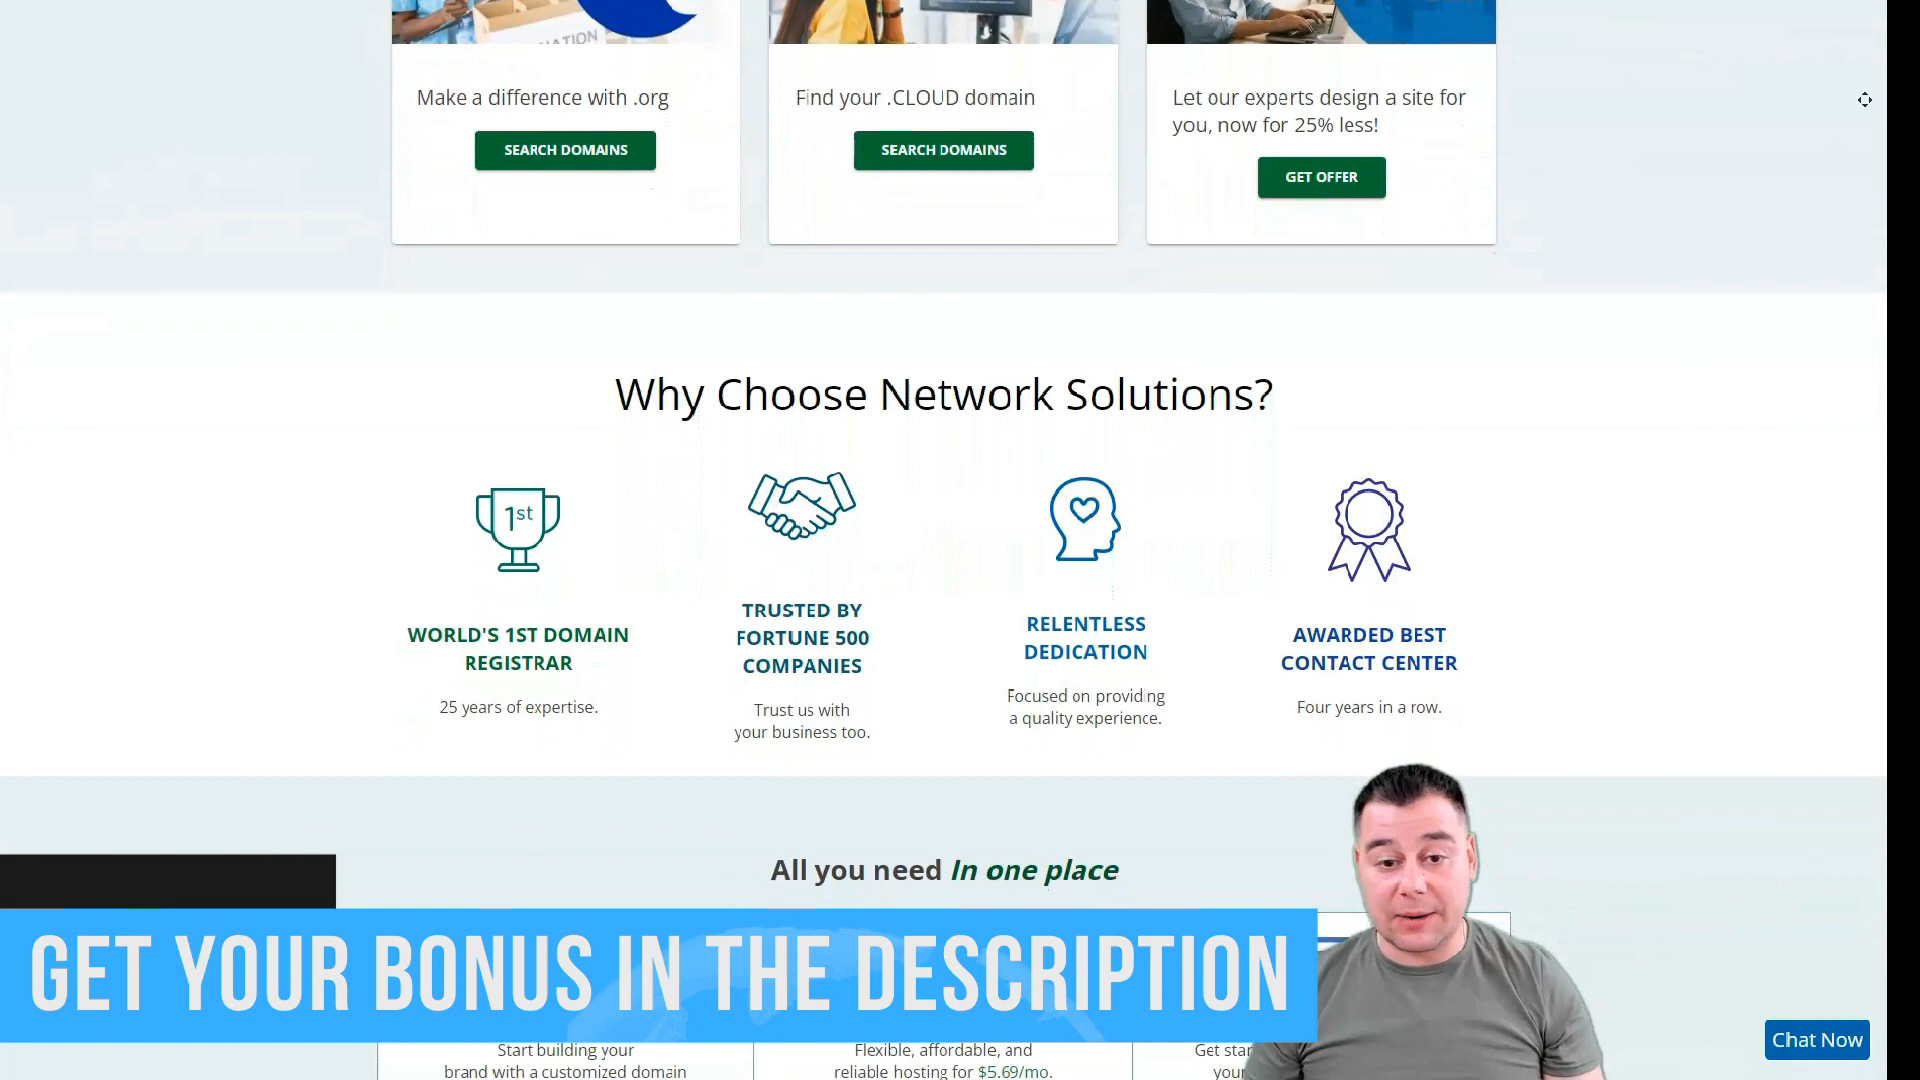 NATION
Make a difference with .org
SEARCH DOMAINS
Find your .CLOUD domain
SEARCH DOMAINS
Let our experts design a site for
you, now for 25% less!
GET OFFER
Why Choose Network Solutions?
1st
WORLD'S 1ST DOMAIN
REGISTRAR
25 years of expertise.
TRUSTED BY
FORTUNE 500
COMPANIES
Trust us with
your business too.
RELENTLESS
DEDICATION
Focused on providing
a quality experience.
AWARDED BEST
CONTACT CENTER
Four years in a row.
All you need In one place
GET YOUR BONUS IN THE DESCRIPTION
Start building your
brand with a customized domain
Flexible, affordable, and
reliable hosting for $5.69/mo.
Get star
your
Chat Now